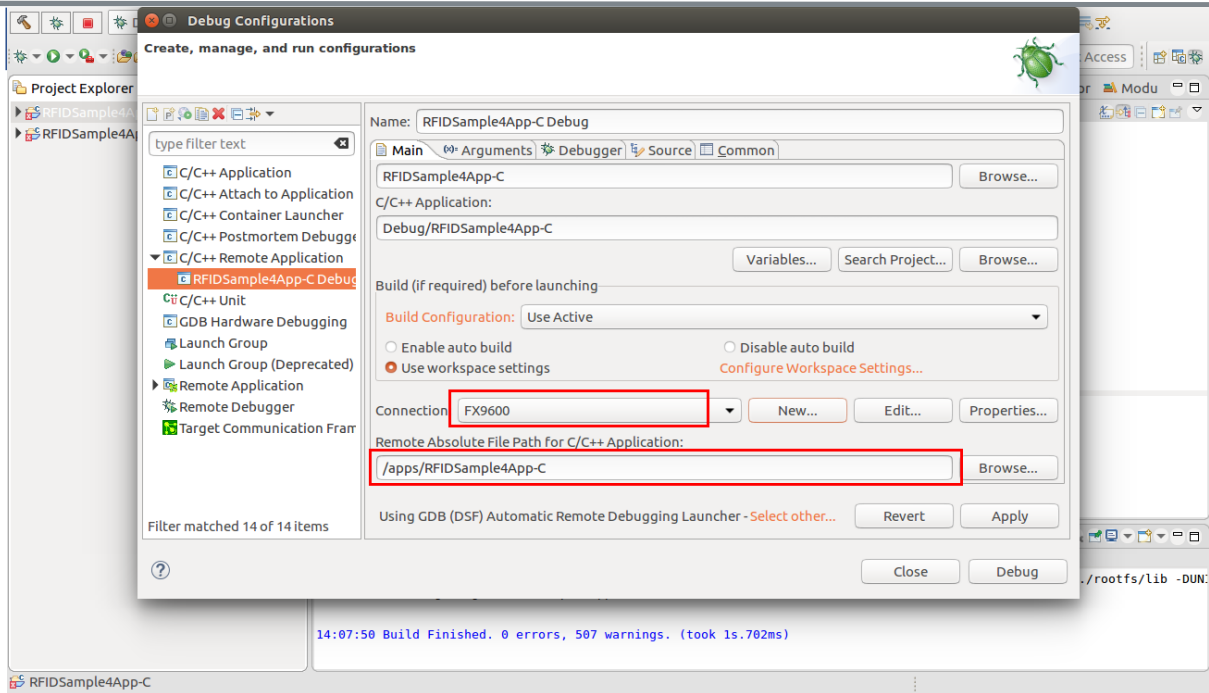 Debug Configurations
Create, manage, and run configurations
Access
Project Explorer
Modu
RFIDSample4A
RFIDSample4Ap
type filter text
C/C++ Application
C/C++ Attach to Application
C/C++ Container Launcher
C/C++ Postmortem Debugge
C/C++ Remote Application
RFIDSample4App-C Debug
C/C++ Unit
GDB Hardware Debugging
Launch Group
Launch Group (Deprecated)
Remote Application
Remote Debugger
Target Communication Fram
Filter matched 14 of 14 items
Name: RFIDSample4App-C Debug
Main Arguments Debugger Source Common
RFIDSample4App-C Browse...
C/C++ Application:
Debug/RFIDSample4App-C
Variables... Search Project... Browse...
Build (if required) before launching
Build Configuration: Use Active
Enable auto build Disable auto build
Use workspace settings Configure Workspace Settings...
Connection FX9600 New... Edit... Properties...
Remote Absolute File Path for C/C++ Application:
/apps/RFIDSample4App-C Browse...
Using GDB (DSF) Automatic Remote Debugging Launcher - Select other... Revert Apply
Close Debug
./rootfs/lib -DUN
14:07:50 Build Finished. 0 errors, 507 warnings. (took 1s.702ms)
RFIDSample4App-C